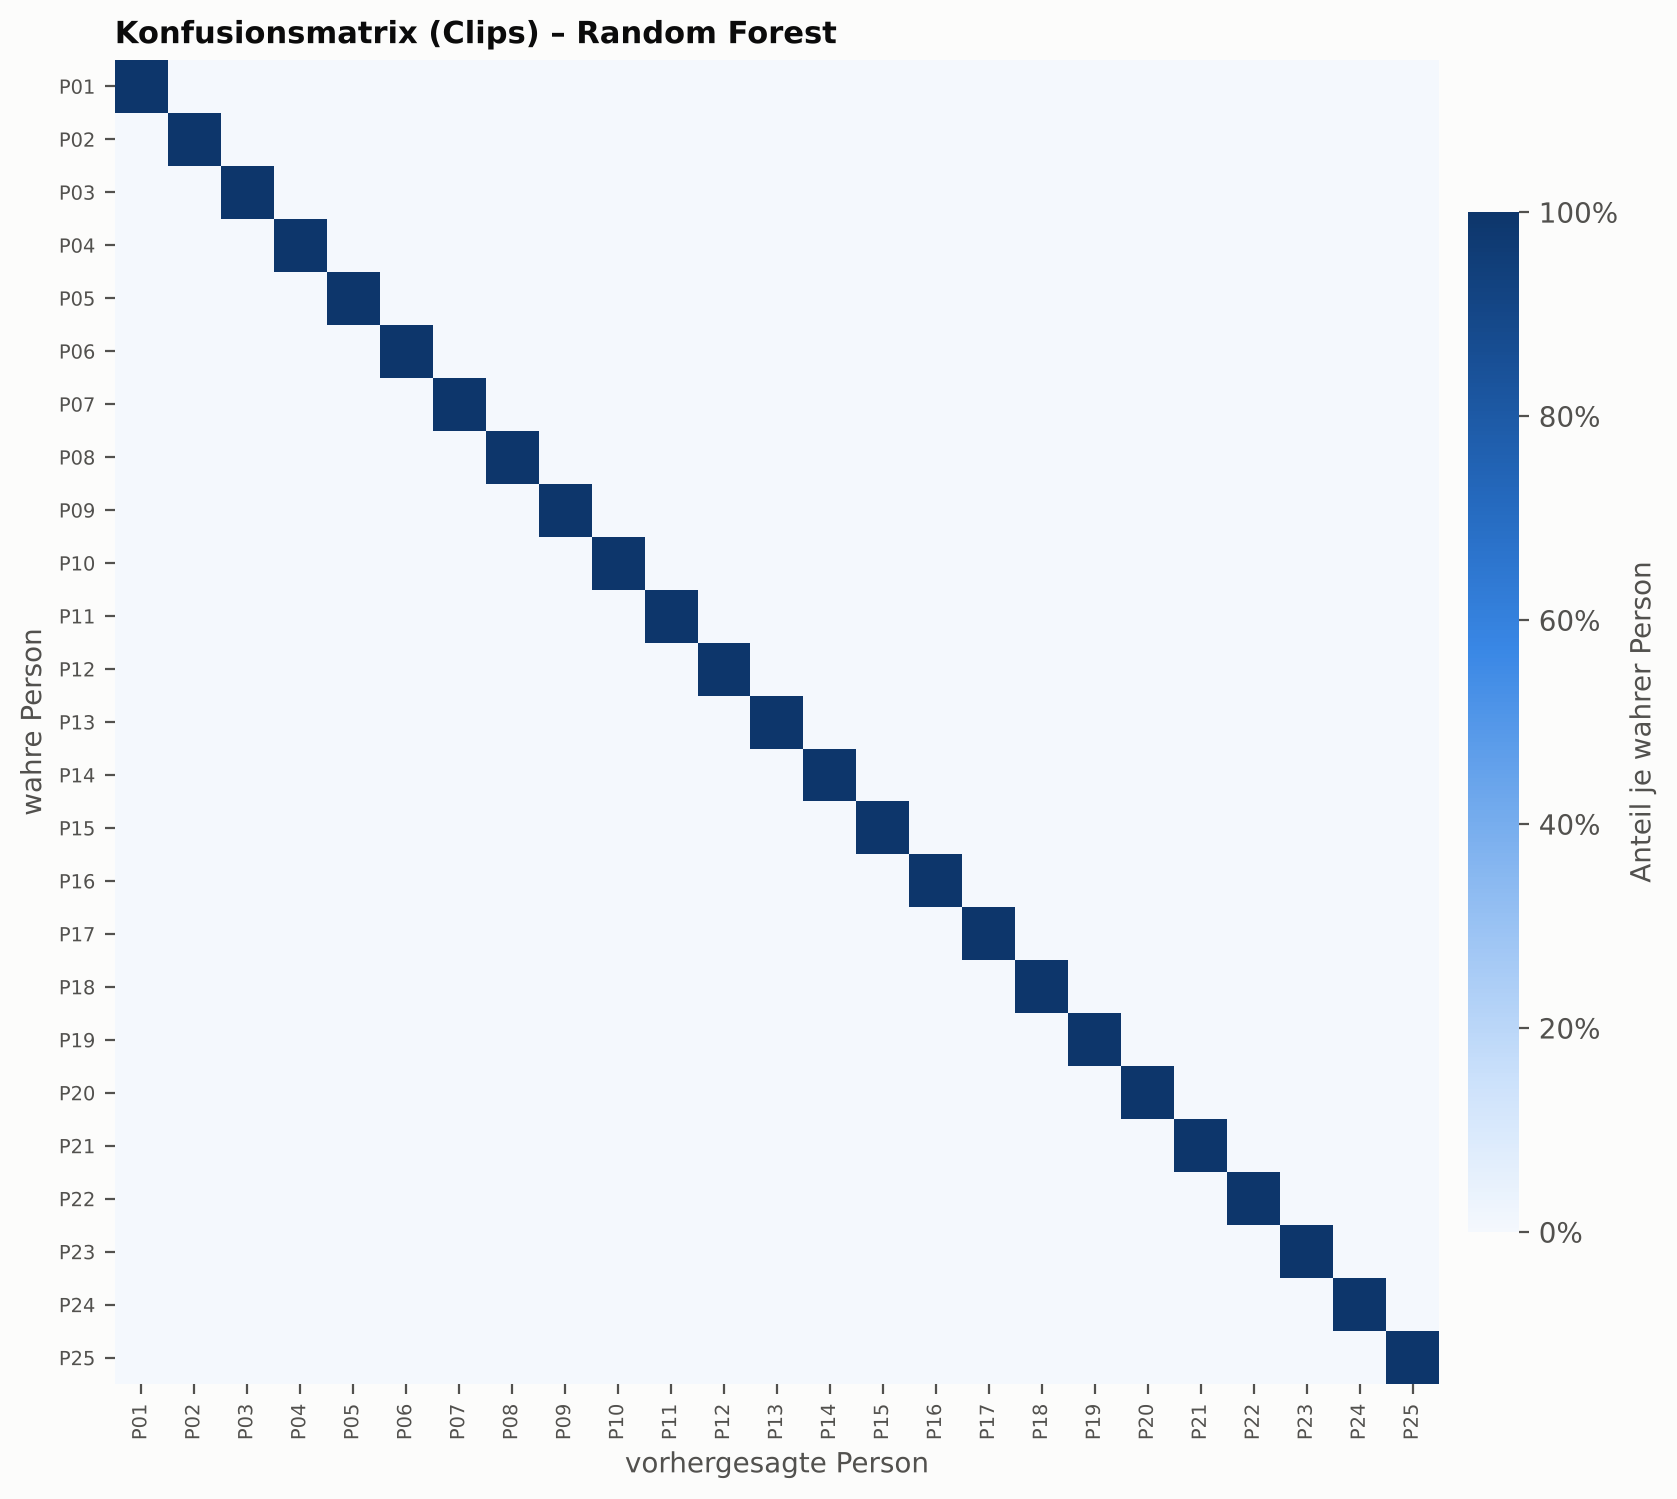 Konfusionsmatrix (Clips) – Random Forest
P01
P02
P03
P04
P05
P06
P07
P08
P09
P10
P11
P12
P13
P14
P15
P16
P17
P18
P19
P20
P21
P22
P23
P24
P25
wahre Person
P01 P02 P03 P04 P05 P06 P07 P08 P09 P10 P11 P12 P13 P14 P15 P16 P17 P18 P19 P20 P21 P22 P23 P24 P25
vorhergesagte Person
100%
80%
60%
40%
20%
0%
Anteil je wahrer Person